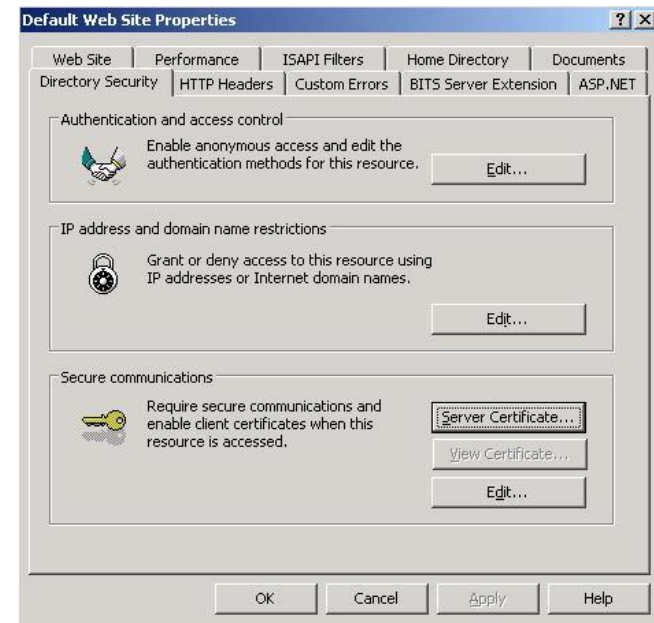 Default Web Site Properties
Web Site
Performance
ISAPI Filters
Home Directory
Documents
Directory Security
HTTP Headers
Custom Errors
BITS Server Extension
ASP.NET
Authentication and access control
Enable anonymous access and edit the
authentication methods for this resource.
Edit...
IP address and domain name restrictions
Grant or deny access to this resource using
IP addresses or Internet domain names.
Edit...
Secure communications
Require secure communications and
enable client certificates when this
resource is accessed.
Server Certificate...
View Certificate...
Edit...
OK
Cancel
Apply
Help